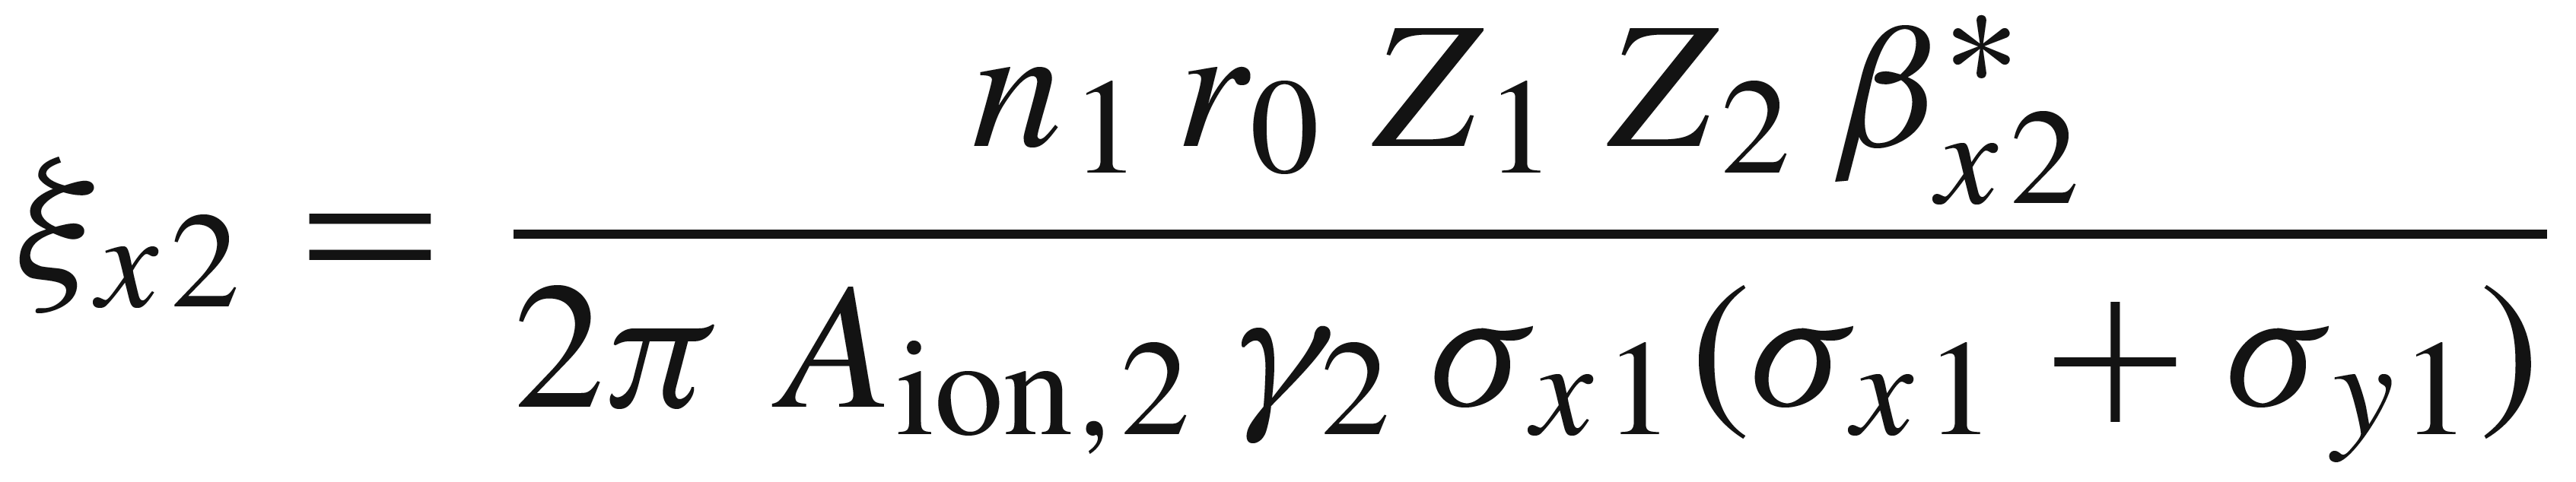 ξ_{x2} = \frac{n_1 r_0 Z_1 Z_2 β^*_{x2}}{2π A_{ion,2} γ_2 σ_{x1}(σ_{x1} + σ_{y1})}